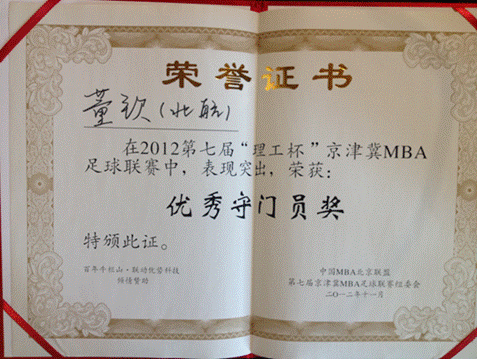 荣誉证书
董欣(北航)
在2012第七届“理工杯”京津冀MBA
足球联赛中，表现突出，荣获：
优秀守门员奖
特颁此证。
百年牛栏山·联动优势科技
倾情赞助
中国MBA北京联盟
第七届京津冀MBA足球联赛组委会
二〇一二年十一月